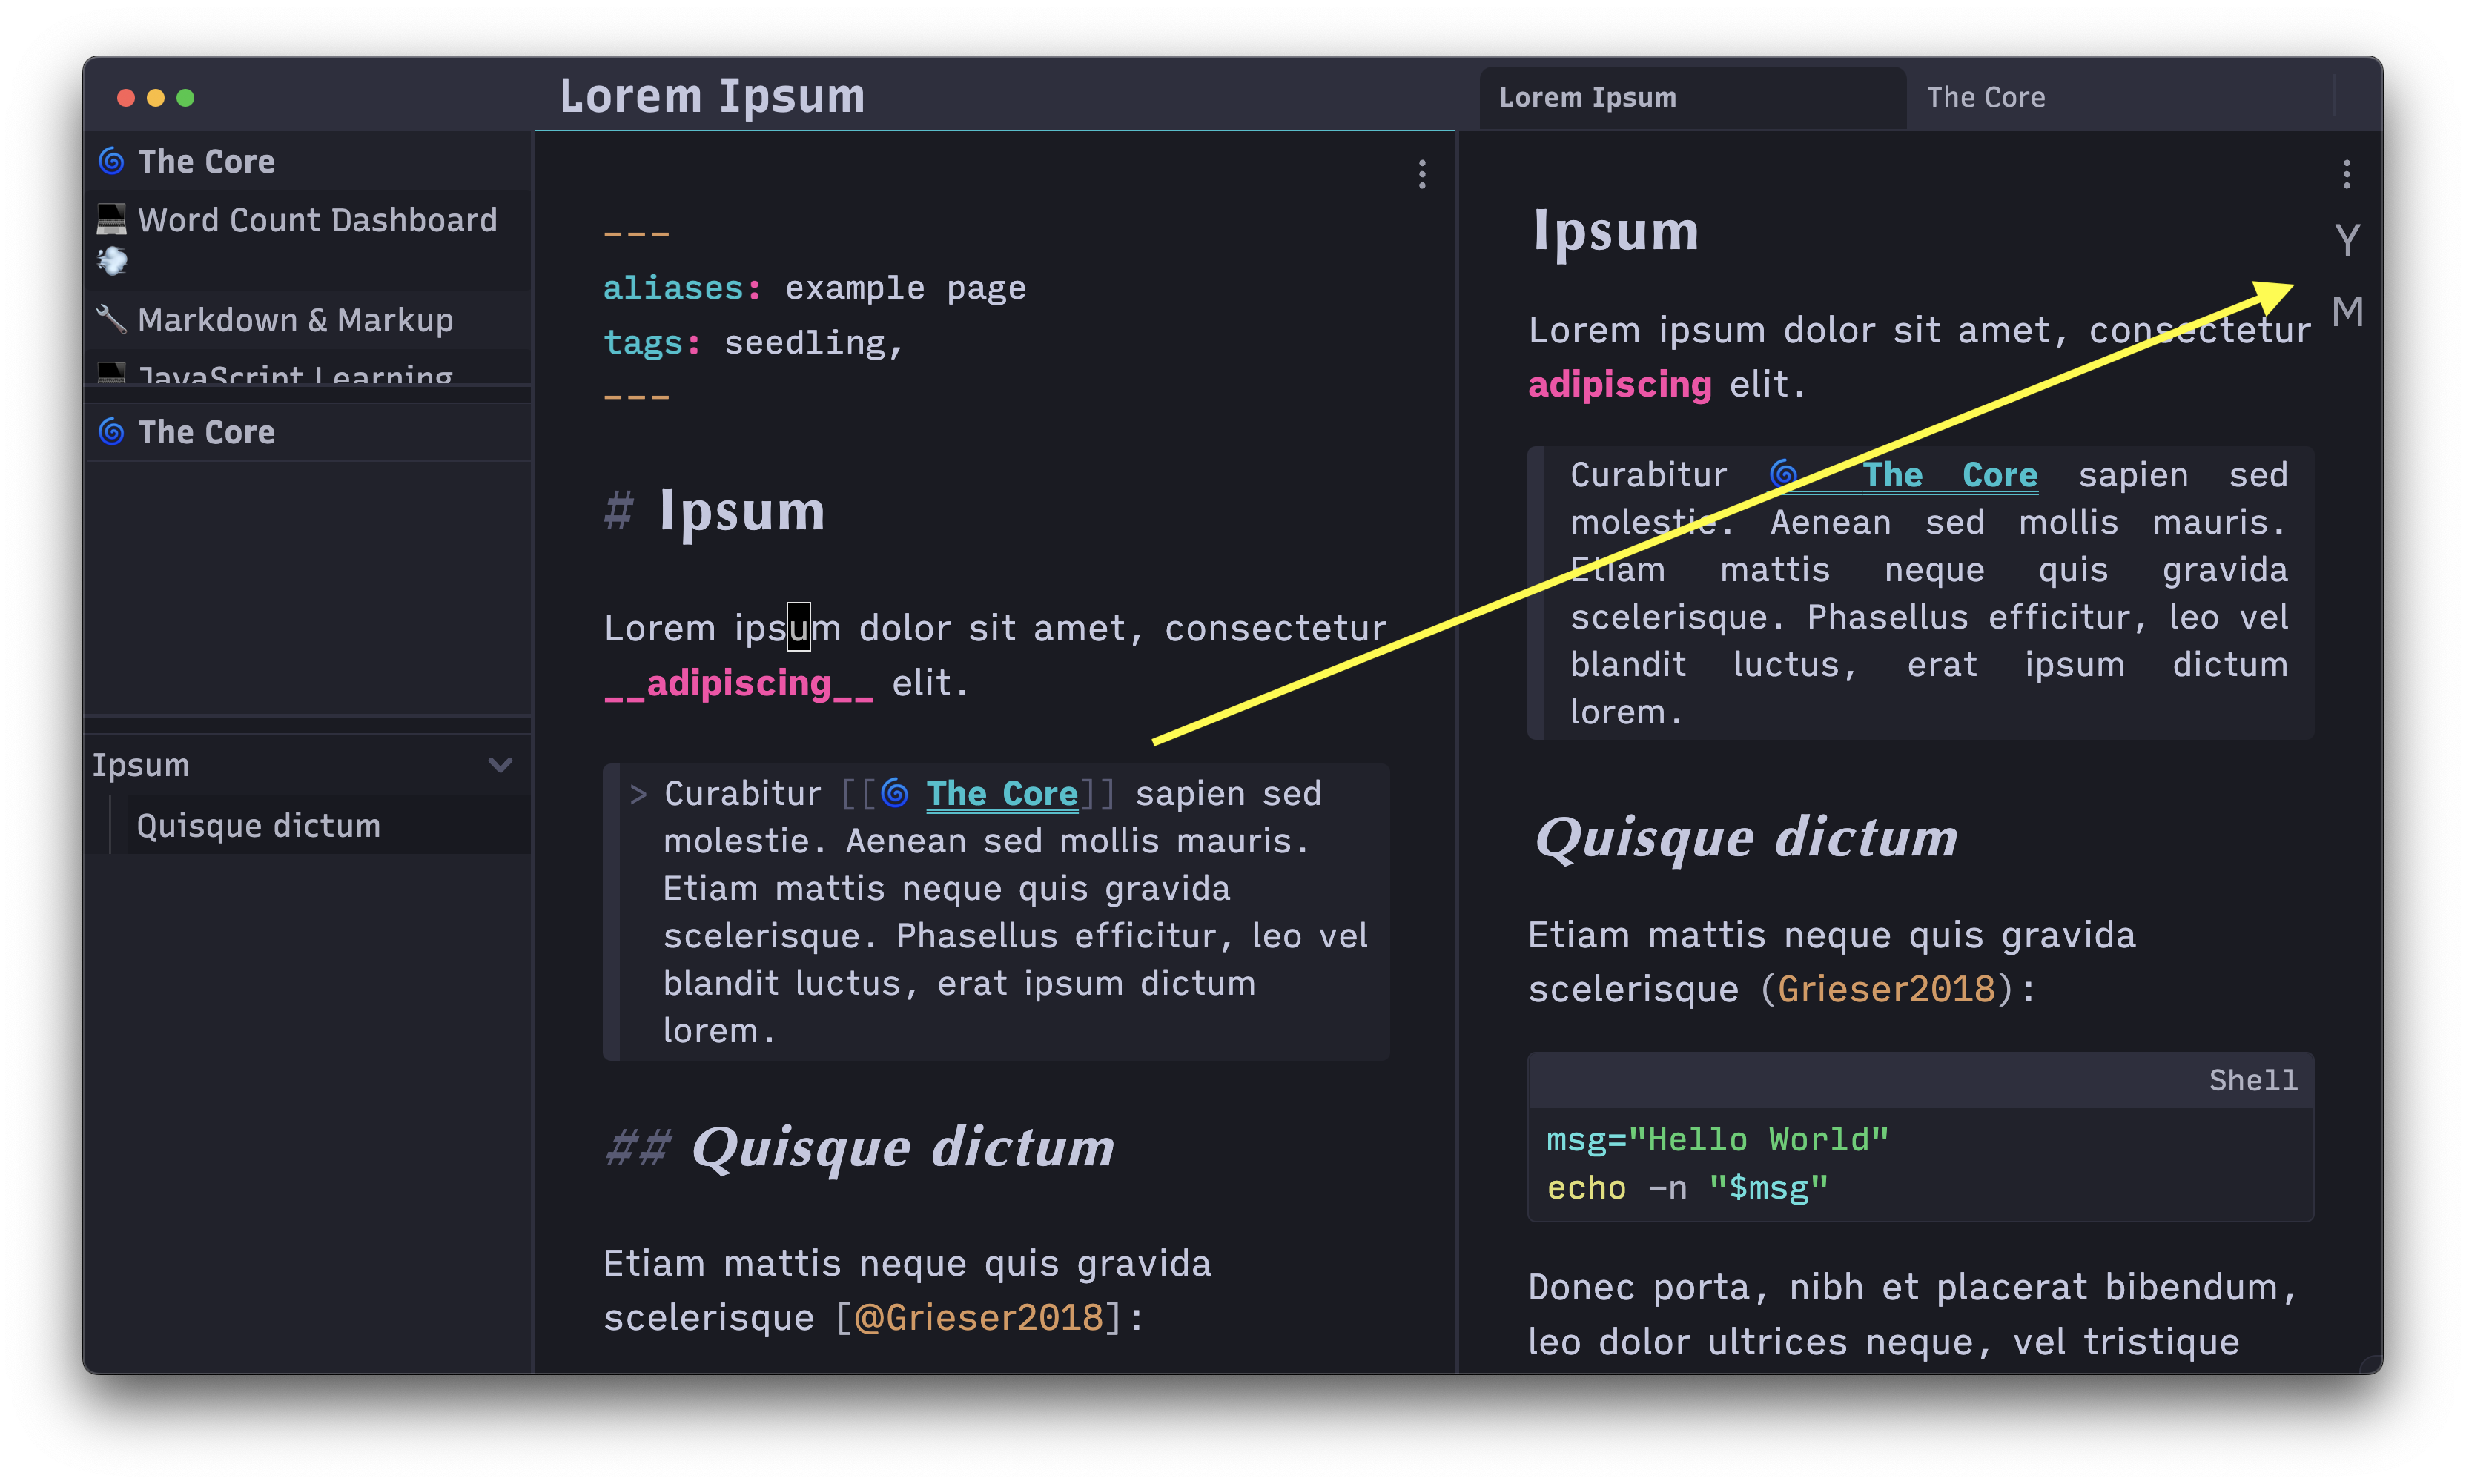 Lorem Ipsum
Lorem Ipsum
The Core
The Core
Word Count Dashboard
Markdown & Markup
JavaScript Learning
The Core
Ipsum
Quisque dictum
---
aliases: example page
tags: seedling,
---
# Ipsum
Lorem ipsum dolor sit amet, consectetur
__adipiscing__ elit.
> Curabitur [[🌀 The Core]] sapien sed
molestie. Aenean sed mollis mauris.
Etiam mattis neque quis gravida
scelerisque. Phasellus efficitur, leo vel
blandit luctus, erat ipsum dictum
lorem.
## Quisque dictum
Etiam mattis neque quis gravida
scelerisque [@Grieser2018]:
Y
M
Ipsum
Lorem ipsum dolor sit amet, consectetur
adipiscing elit.
Curabitur 🌀 The Core sapien sed
molestie. Aenean sed mollis mauris.
Etiam mattis neque quis gravida
scelerisque. Phasellus efficitur, leo vel
blandit luctus, erat ipsum dictum
lorem.
Quisque dictum
Etiam mattis neque quis gravida
scelerisque (Grieser2018):
Shell
msg="Hello World"
echo -n "$msg"
Donec porta, nibh et placerat bibendum,
leo dolor ultrices neque, vel tristique